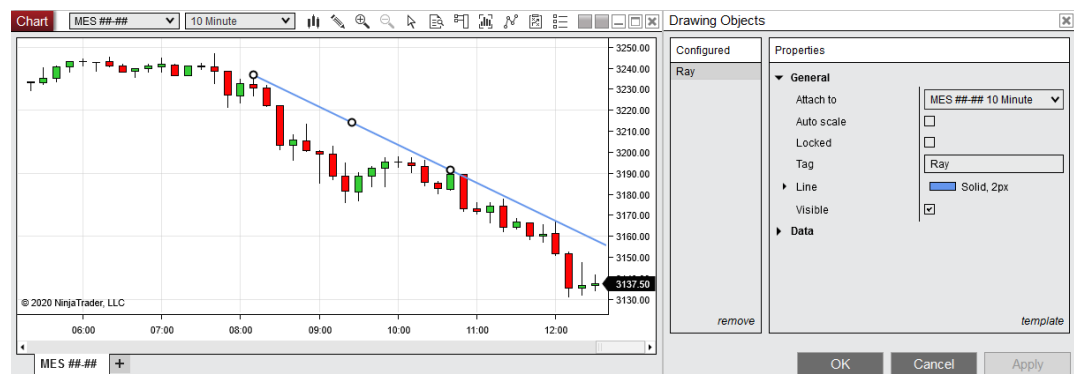 Chart
MES ##-##
10 Minute
3250.00
3240.00
3230.00
3220.00
3210.00
3200.00
3190.00
3180.00
3170.00
3160.00
3150.00
3137.50
3130.00
© 2020 NinjaTrader, LLC
06:00 07:00 08:00 09:00 10:00 11:00 12:00
MES ##-## +
Drawing Objects
Configured
Ray
remove
Properties
General
Attach to MES ##-## 10 Minute
Auto scale
Locked
Tag Ray
Line Solid, 2px
Visible
Data
template
OK Cancel Apply